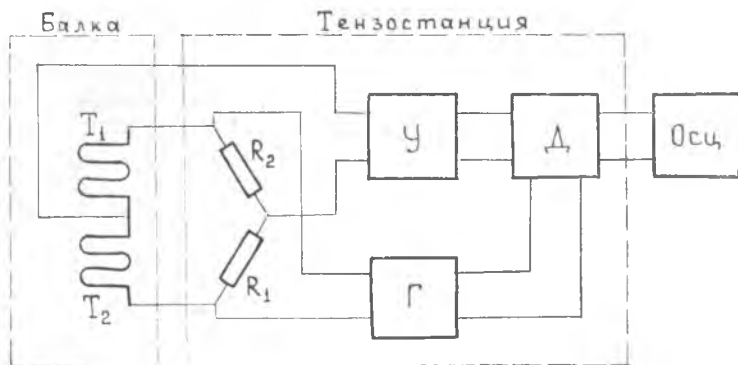 Балка
Тензостанция
T₁
R₂
У
Д
Осц
T₂
R₁
Г